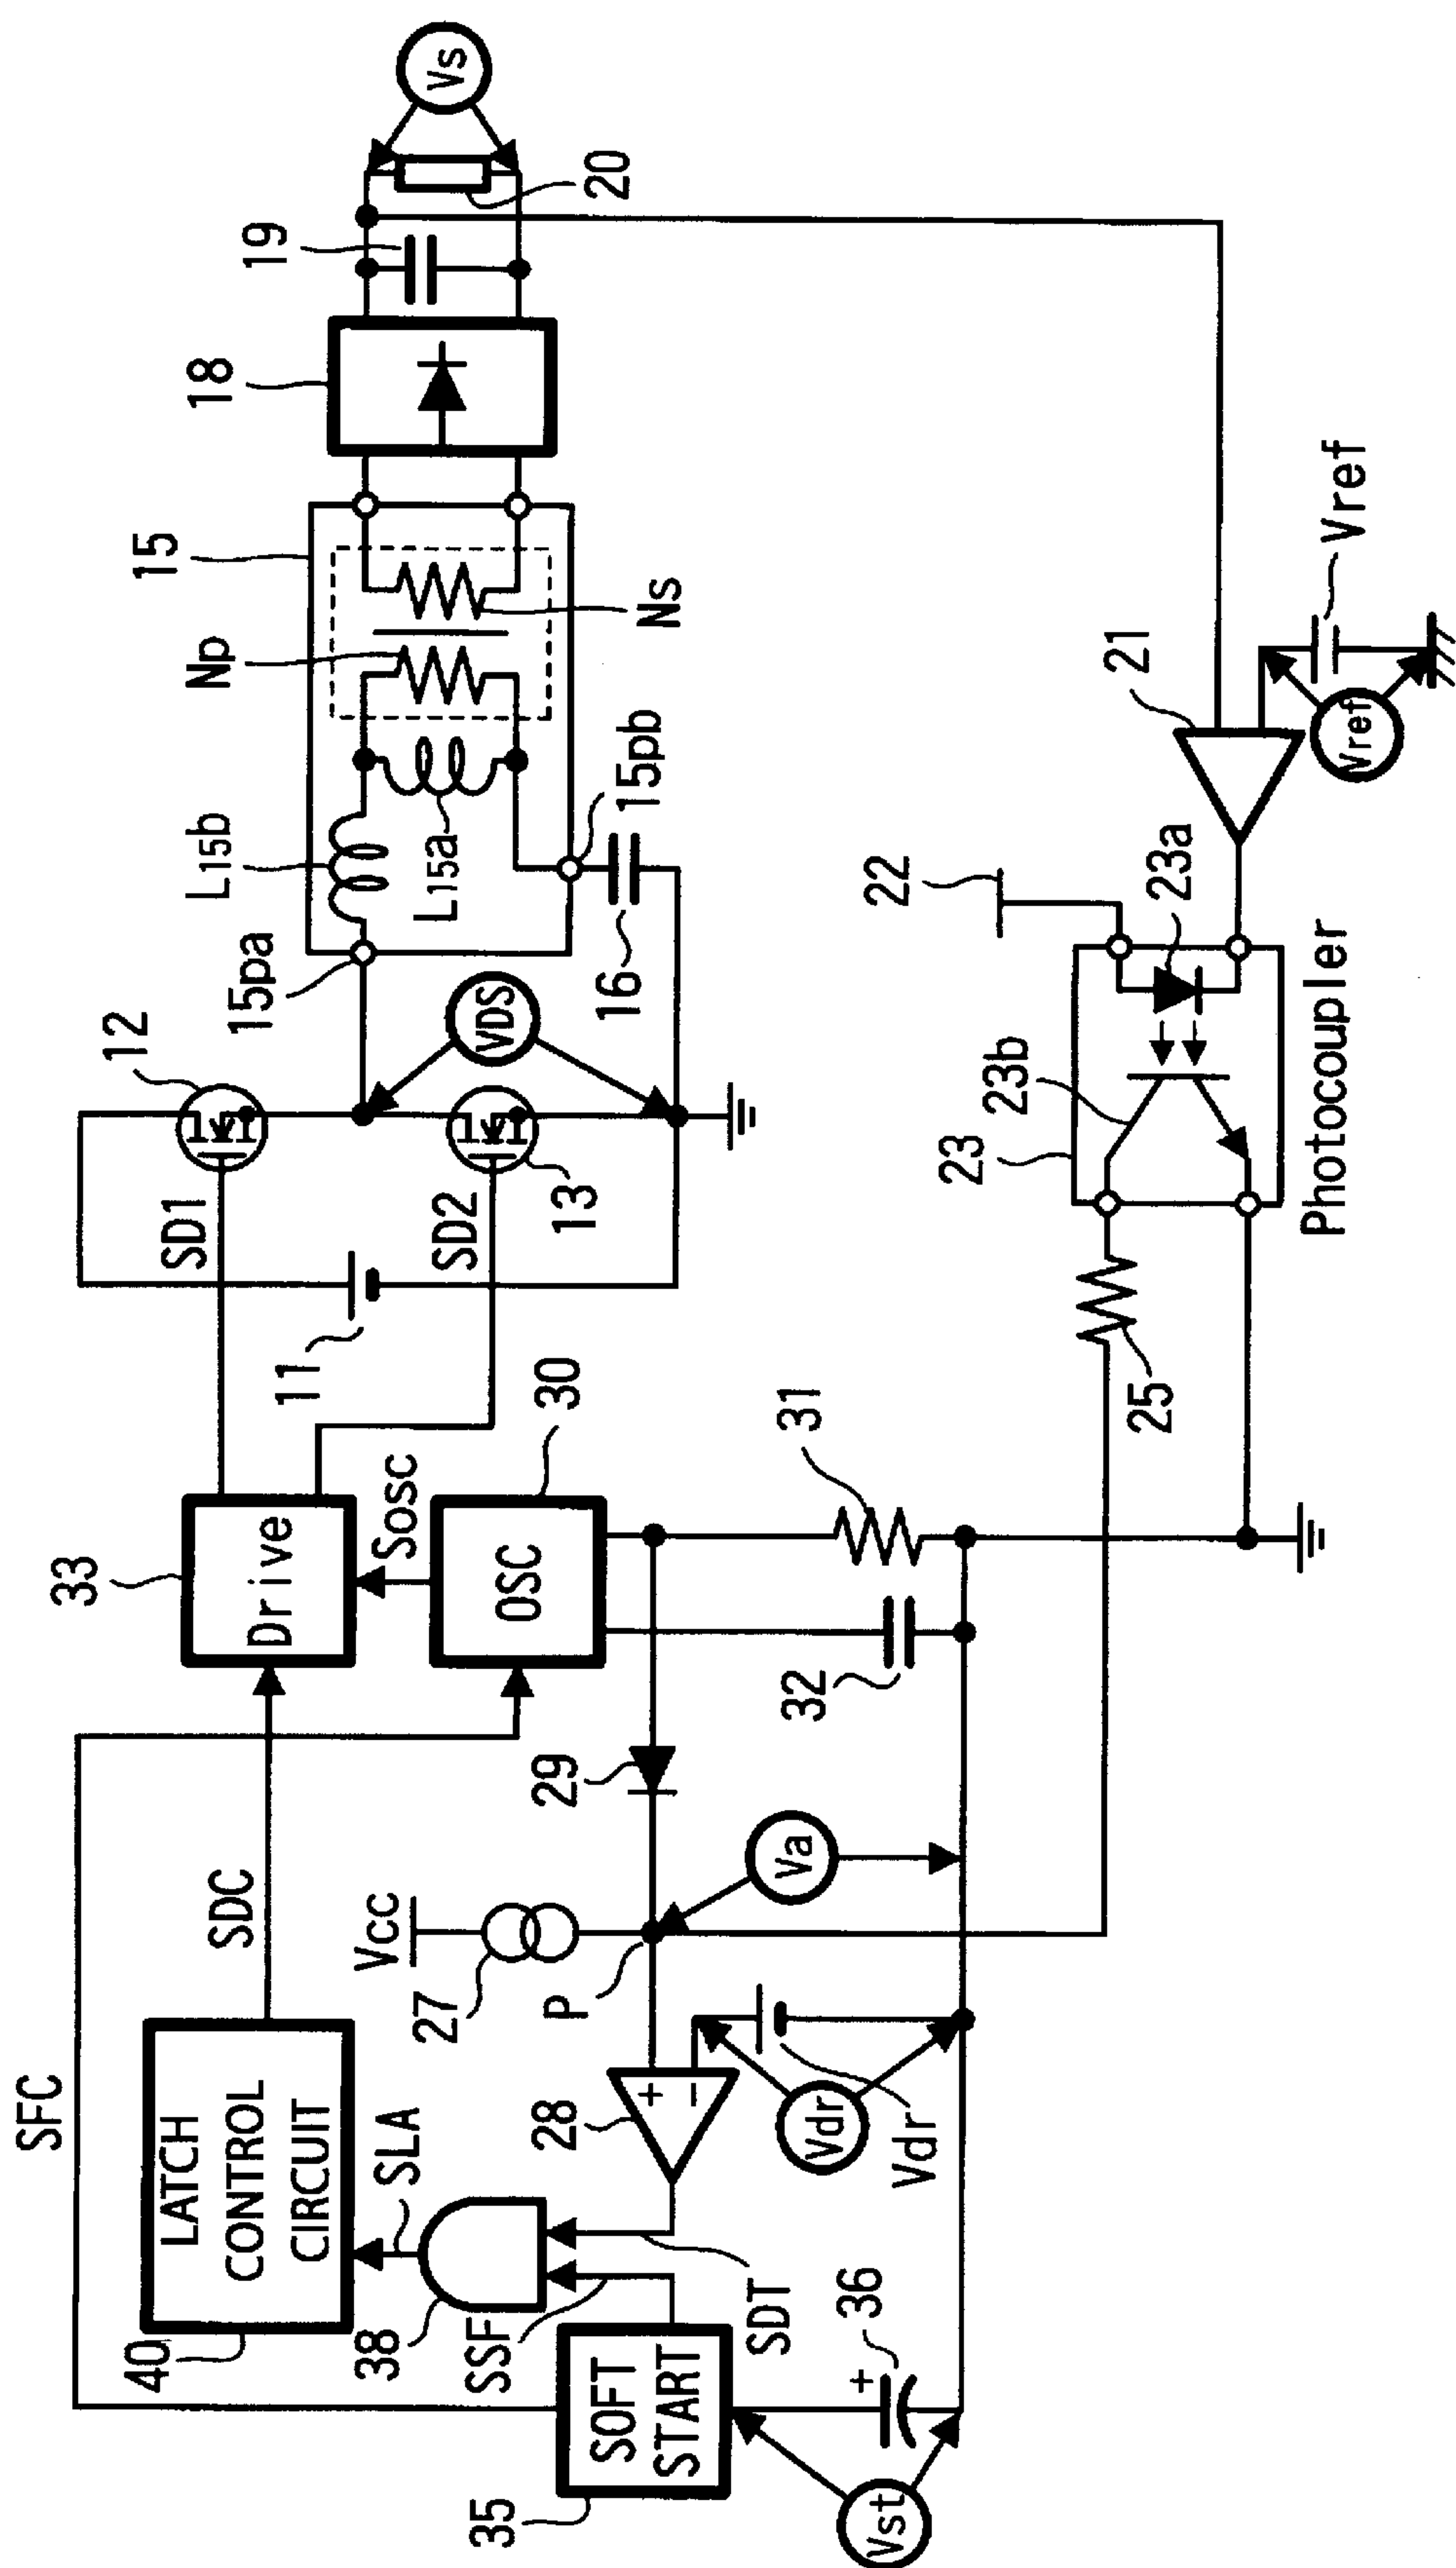 Vs
20
19
18
15
Np
Ns
L15b
L15a
15pb
15pa
16
VDS
12
13
SD1
SD2
11
33
Drive
Sosc
OSC
30
31
32
29
Va
Vcc
27
P
SDC
SFC
LATCH
CONTROL
CIRCUIT
40
SLA
38
SSF
SDT
28
+
−
Vdr
Vdr
SOFT
START
35
36
+
Vst
21
Vref
Vref
22
23a
23b
23
Photocoupler
25